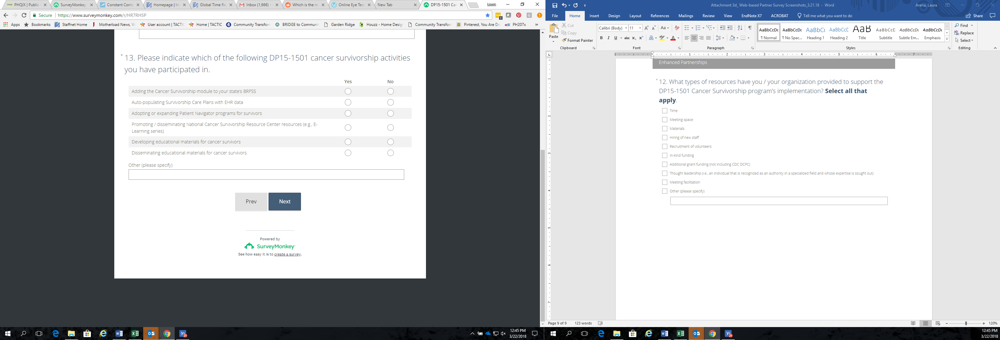 PHQIX | Public
SurveyMonkey
Constant Conta
Homepage | In
Global Time Re
Inbox (1,666) -
Which is the m
Online Eye Test
New Tab
DP15-1501 Ca
Laura
Secure https://www.surveymonkey.com/r/HR7RH5P
Apps Bookmarks Staffnet Home Motherload News, Vi User account | TACTI Home | TACTIC Community Transform BRIDGE to Communit Garden Ridge Houzz - Home Design Community Transform Pinterest, You Are Dr PH207x »
* 13. Please indicate which of the following DP15-1501 cancer survivorship activities
you have participated in.
Yes No
Adding the Cancer Survivorship module to your state's BRFSS
Auto-populating Survivorship Care Plans with EHR data
Adopting or expanding Patient Navigator programs for survivors
Promoting / disseminating National Cancer Survivorship Resource Center resources (e.g., E-
Learning series)
Developing educational materials for cancer survivors
Disseminating educational materials for cancer survivors
Other (please specify)
Prev Next
Powered by
SurveyMonkey
See how easy it is to create a survey.
12:45 PM
3/22/2018
Attachment 3d_ Web-based Partner Survey Screenshots_3.21.18 - Word
Arena, Laura
File Home Insert Design Layout References Mailings Review View EndNote X7 ACROBAT Tell me what you want to do Share
Paste
Cut
Copy
Format Painter
Clipboard
Calibri (Body) 11
Font
Paragraph
AaBbCcDc AaBbCcDc AaBbC AaBbCcE AaB AaBbCcD AaBbCcDc AaBbCcDc
¶ Normal ¶ No Spac... Heading 1 Heading 2 Title Subtitle Subtle Em... Emphasis
Styles
Find
Replace
Select
Editing
Enhanced Partnerships
* 12. What types of resources have you / your organization provided to support the
DP15-1501 Cancer Survivorship program's implementation? Select all that
apply.
Time
Meeting space
Materials
Hiring of new staff
Recruitment of volunteers
In-kind funding
Additional grant funding (not including CDC DCPC)
Thought leadership (i.e., an individual that is recognized as an authority in a specialized field and whose expertise is sought out)
Meeting facilitation
Other (please specify)
Page 9 of 9 123 words
120%
12:45 PM
3/22/2018